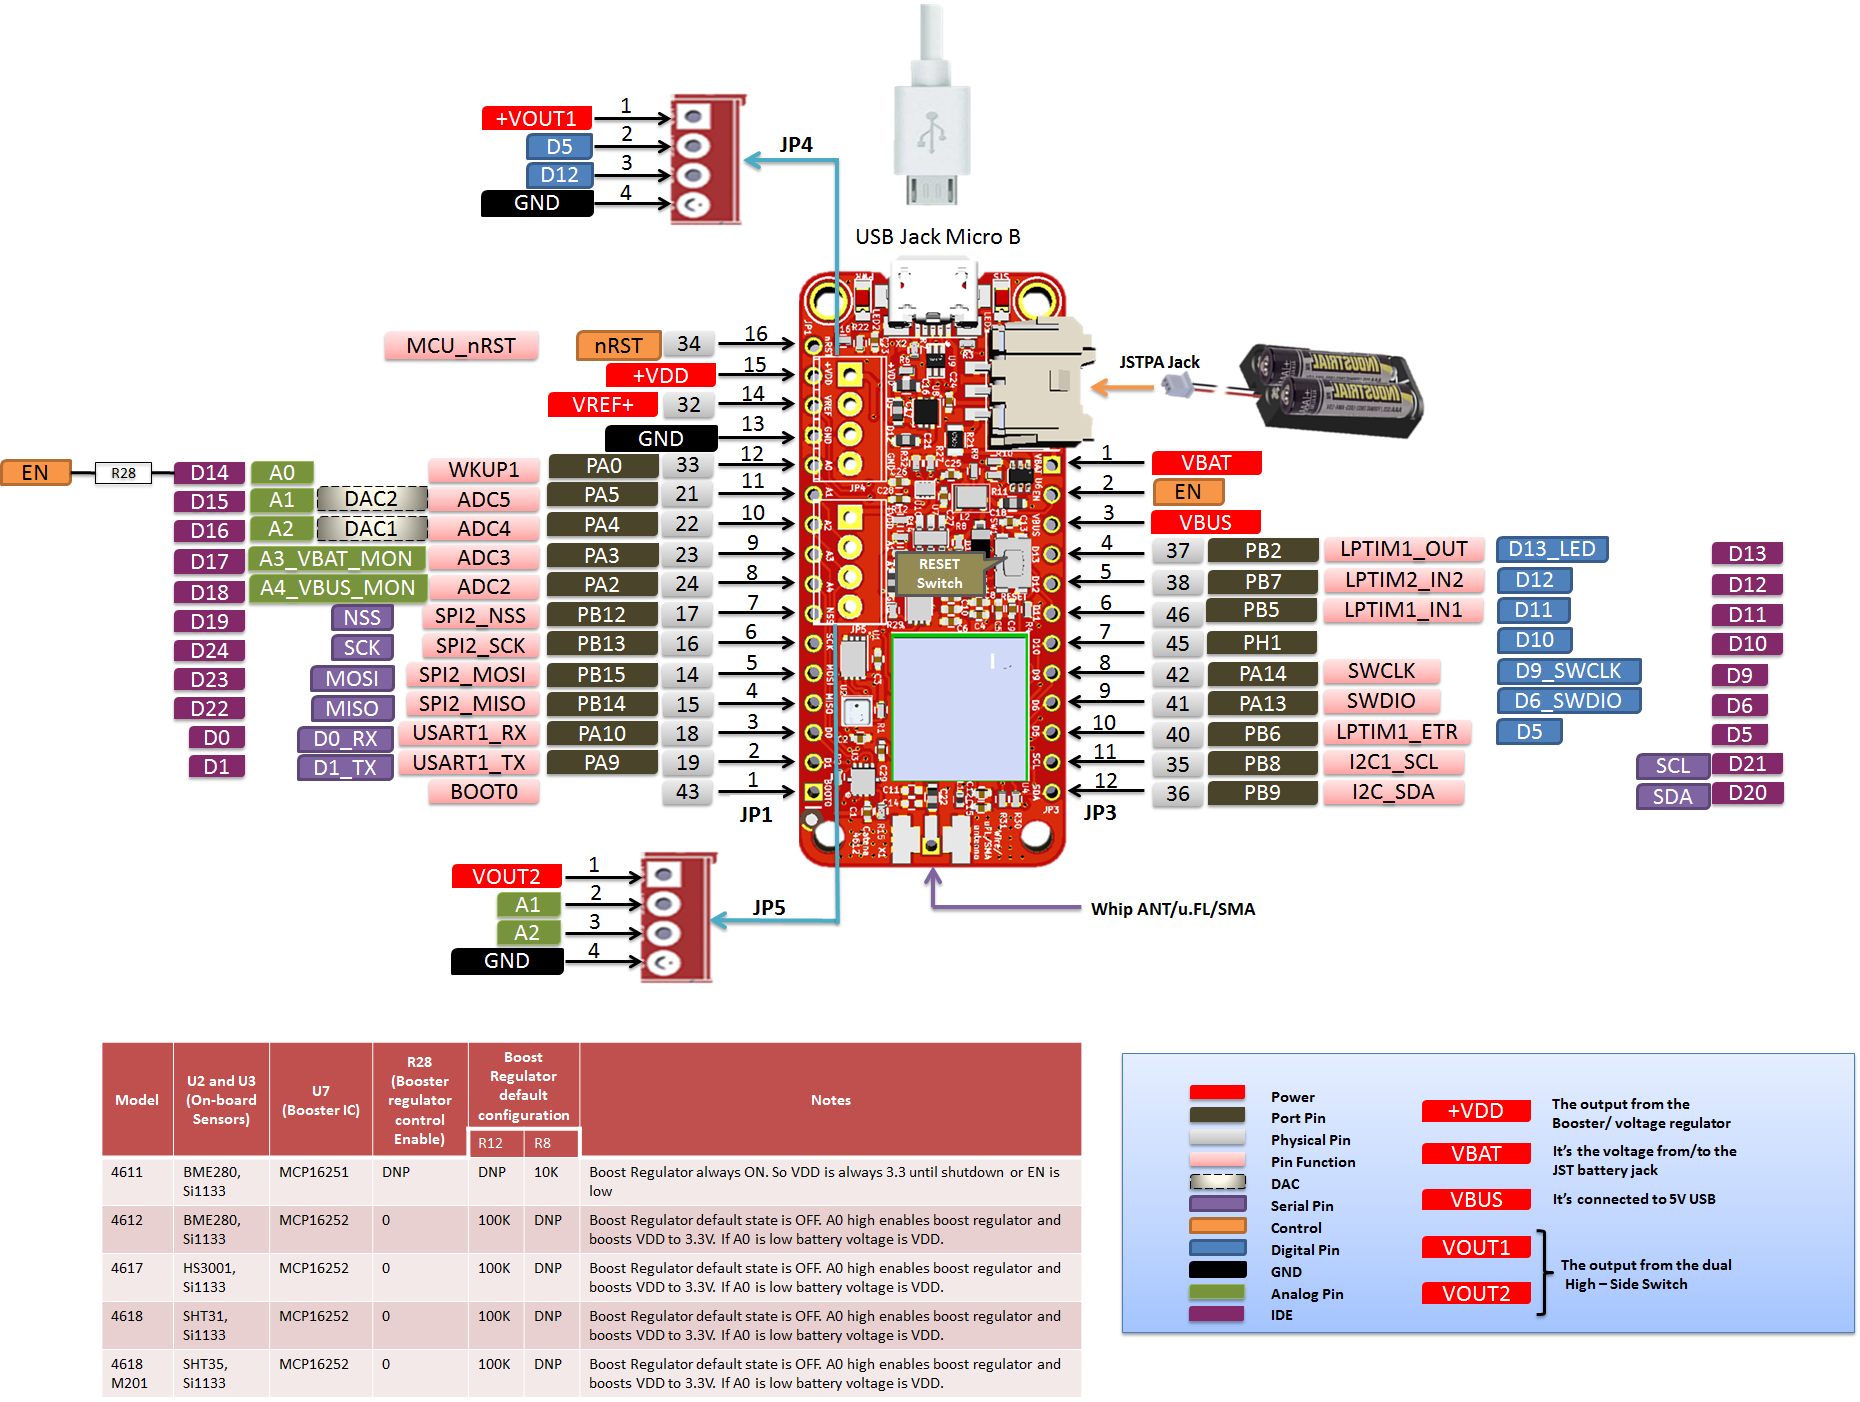 +VOUT1 1
D5 2
D12 3
GND 4
JP4
USB Jack Micro B
MCU_nRST nRST 34 16
+VDD 15
VREF+ 32 14
GND 13
EN R28 D14 A0 WKUP1 PA0 33 12
D15 A1 DAC2 ADC5 PA5 21 11
D16 A2 DAC1 ADC4 PA4 22 10
D17 A3_VBAT_MON ADC3 PA3 23 9
D18 A4_VBUS_MON ADC2 PA2 24 8
D19 NSS SPI2_NSS PB12 17 7
D24 SCK SPI2_SCK PB13 16 6
D23 MOSI SPI2_MOSI PB15 14 5
D22 MISO SPI2_MISO PB14 15 4
D0 D0_RX USART1_RX PA10 18 3
D1 D1_TX USART1_TX PA9 19 2
BOOT0 43 1
JP1
RESET
Switch
JSTPA Jack
INDUSTRIAL
INDUSTRIAL
1 VBAT
2 EN
3 VBUS
4 37 PB2 LPTIM1_OUT D13_LED D13
5 38 PB7 LPTIM2_IN2 D12 D12
6 46 PB5 LPTIM1_IN1 D11 D11
7 45 PH1 D10 D10
8 42 PA14 SWCLK D9_SWCLK D9
9 41 PA13 SWDIO D6_SWDIO D6
10 40 PB6 LPTIM1_ETR D5 D5
11 35 PB8 I2C1_SCL SCL D21
12 36 PB9 I2C_SDA SDA D20
JP3
VOUT2 1
A1 2
A2 3
GND 4
JP5
Whip ANT/u.FL/SMA
Model
U2 and U3
(On-board
Sensors)
U7
(Booster IC)
R28
(Booster
regulator
control
Enable)
Boost
Regulator
default
configuration
R12 R8
Notes
4611 BME280, MCP16251 DNP DNP 10K Boost Regulator always ON. So VDD is always 3.3 until shutdown or EN is
Si1133 low
4612 BME280, MCP16252 0 100K DNP Boost Regulator default state is OFF. A0 high enables boost regulator and
Si1133 boosts VDD to 3.3V. If A0 is low battery voltage is VDD.
4617 HS3001, MCP16252 0 100K DNP Boost Regulator default state is OFF. A0 high enables boost regulator and
Si1133 boosts VDD to 3.3V. If A0 is low battery voltage is VDD.
4618 SHT31, MCP16252 0 100K DNP Boost Regulator default state is OFF. A0 high enables boost regulator and
Si1133 boosts VDD to 3.3V. If A0 is low battery voltage is VDD.
4618 SHT35, MCP16252 0 100K DNP Boost Regulator default state is OFF. A0 high enables boost regulator and
M201 Si1133 boosts VDD to 3.3V. If A0 is low battery voltage is VDD.
Power
Port Pin
Physical Pin
Pin Function
DAC
Serial Pin
Control
Digital Pin
GND
Analog Pin
IDE
+VDD The output from the
Booster/ voltage regulator
VBAT It's the voltage from/to the
JST battery jack
VBUS It's connected to 5V USB
VOUT1
VOUT2
The output from the dual
High – Side Switch